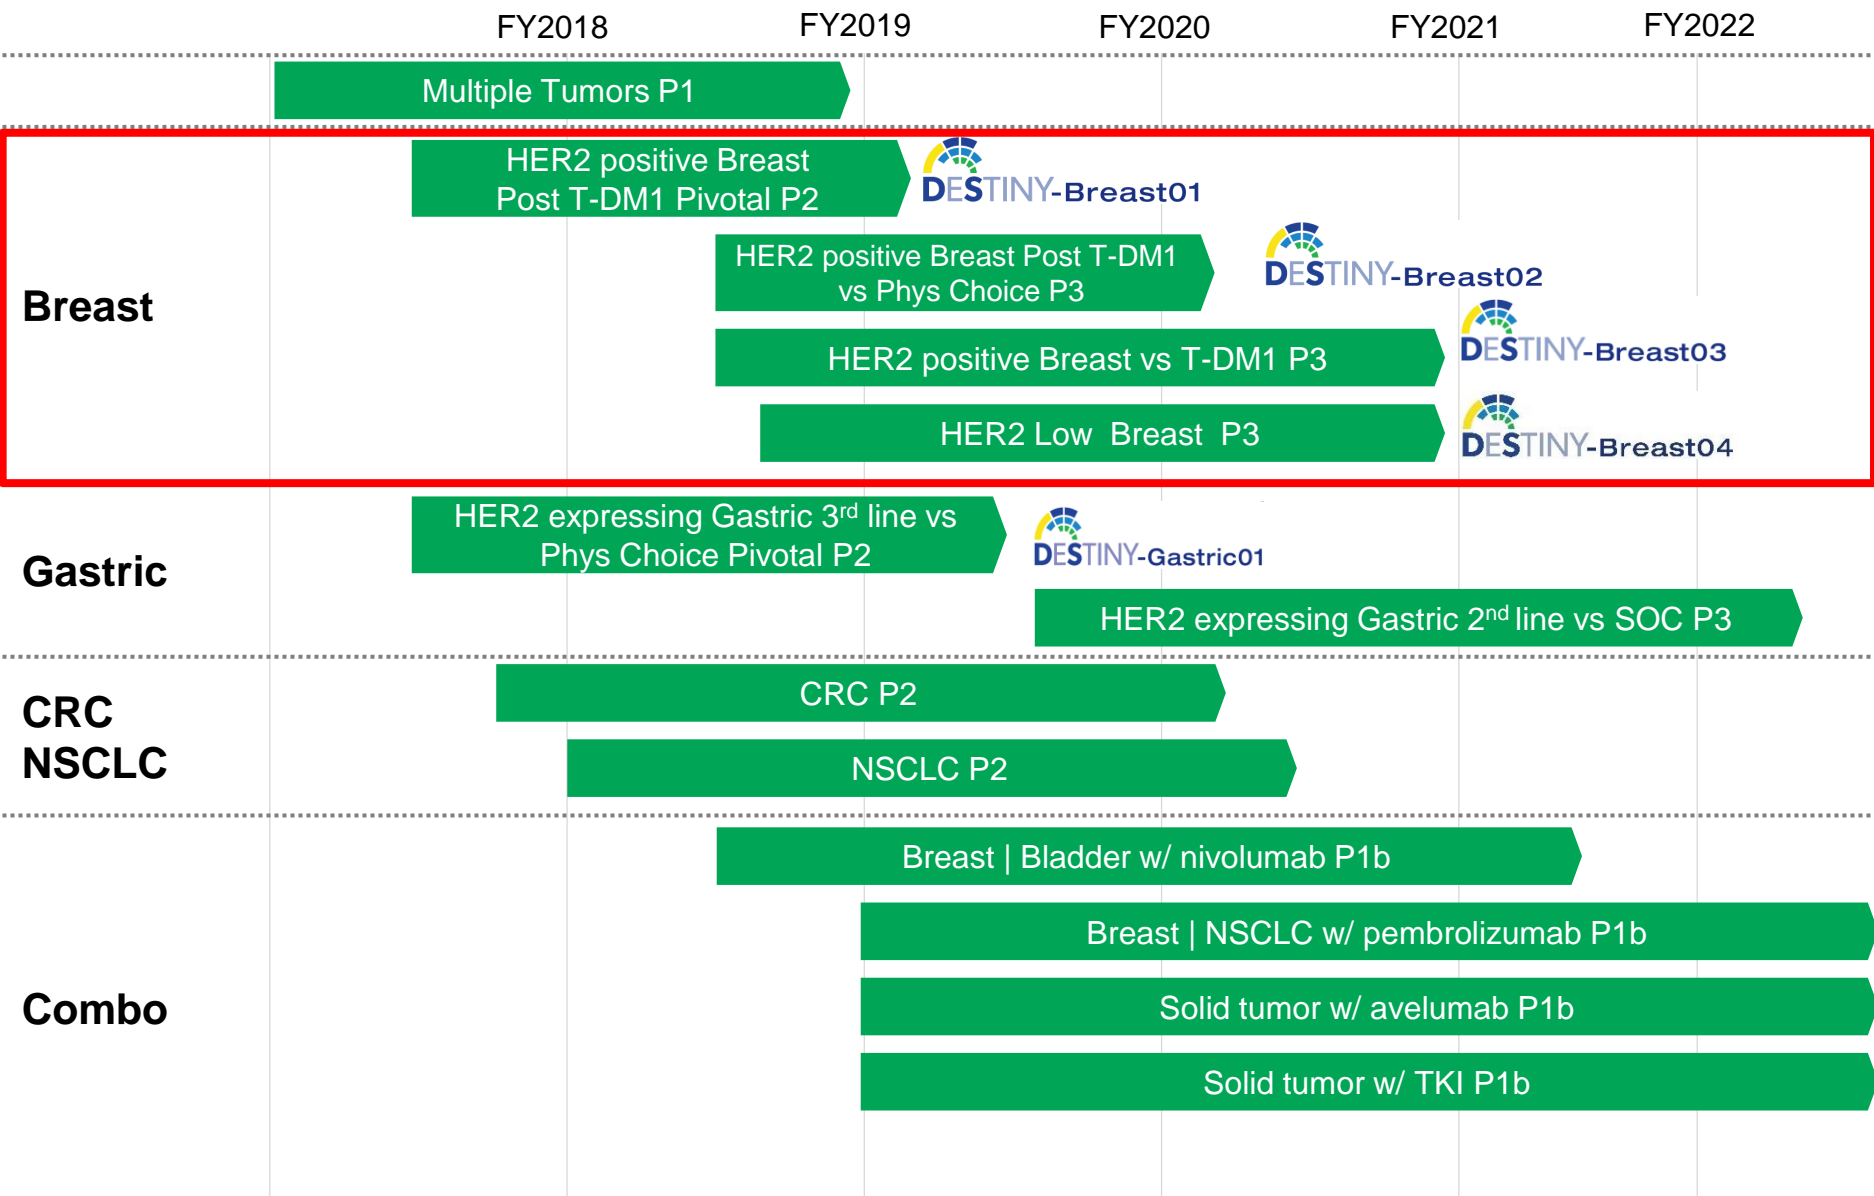 FY2018 FY2019 FY2020 FY2021 FY2022
Multiple Tumors P1
Breast
HER2 positive Breast
Post T-DM1 Pivotal P2
DESTINY-Breast01
HER2 positive Breast Post T-DM1
vs Phys Choice P3
DESTINY-Breast02
HER2 positive Breast vs T-DM1 P3
DESTINY-Breast03
HER2 Low Breast P3
DESTINY-Breast04
Gastric
HER2 expressing Gastric 3rd line vs
Phys Choice Pivotal P2
DESTINY-Gastric01
HER2 expressing Gastric 2nd line vs SOC P3
CRC
NSCLC
CRC P2
NSCLC P2
Combo
Breast | Bladder w/ nivolumab P1b
Breast | NSCLC w/ pembrolizumab P1b
Solid tumor w/ avelumab P1b
Solid tumor w/ TKI P1b